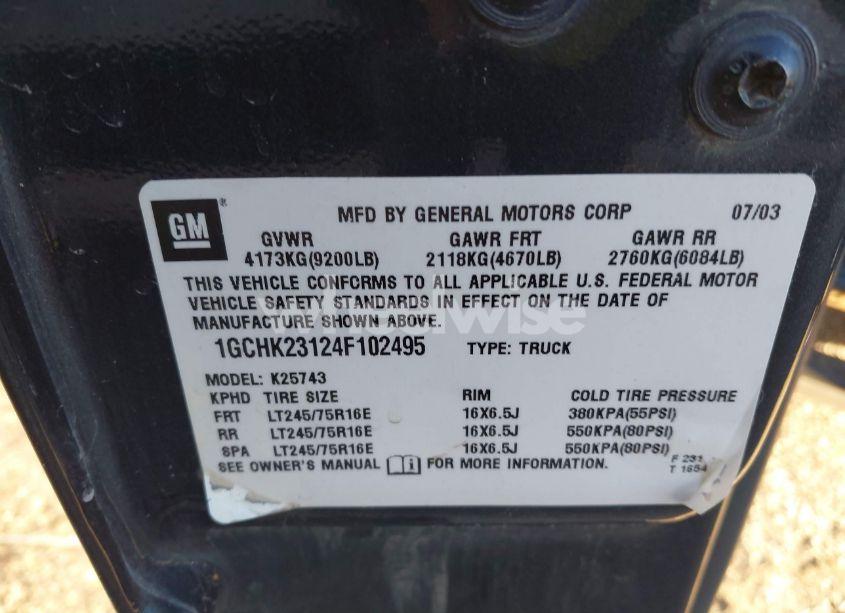 GM ®
MFD BY GENERAL MOTORS CORP 07/03
GVWR GAWR FRT GAWR RR
4173KG(9200LB) 2118KG(4670LB) 2760KG(6084LB)
THIS VEHICLE CONFORMS TO ALL APPLICABLE U.S. FEDERAL MOTOR
VEHICLE SAFETY STANDARDS IN EFFECT ON THE DATE OF
MANUFACTURE SHOWN ABOVE.
wheelwise
1GCHK23124F102495 TYPE: TRUCK
MODEL: K25743
KPHD TIRE SIZE RIM COLD TIRE PRESSURE
FRT LT245/75R16E 16X6.5J 380KPA(55PSI)
RR LT245/75R16E 16X6.5J 550KPA(80PSI)
SPA LT245/75R16E 16X6.5J 550KPA(80PSI)
SEE OWNER'S MANUAL i FOR MORE INFORMATION.
F 231
T 1654